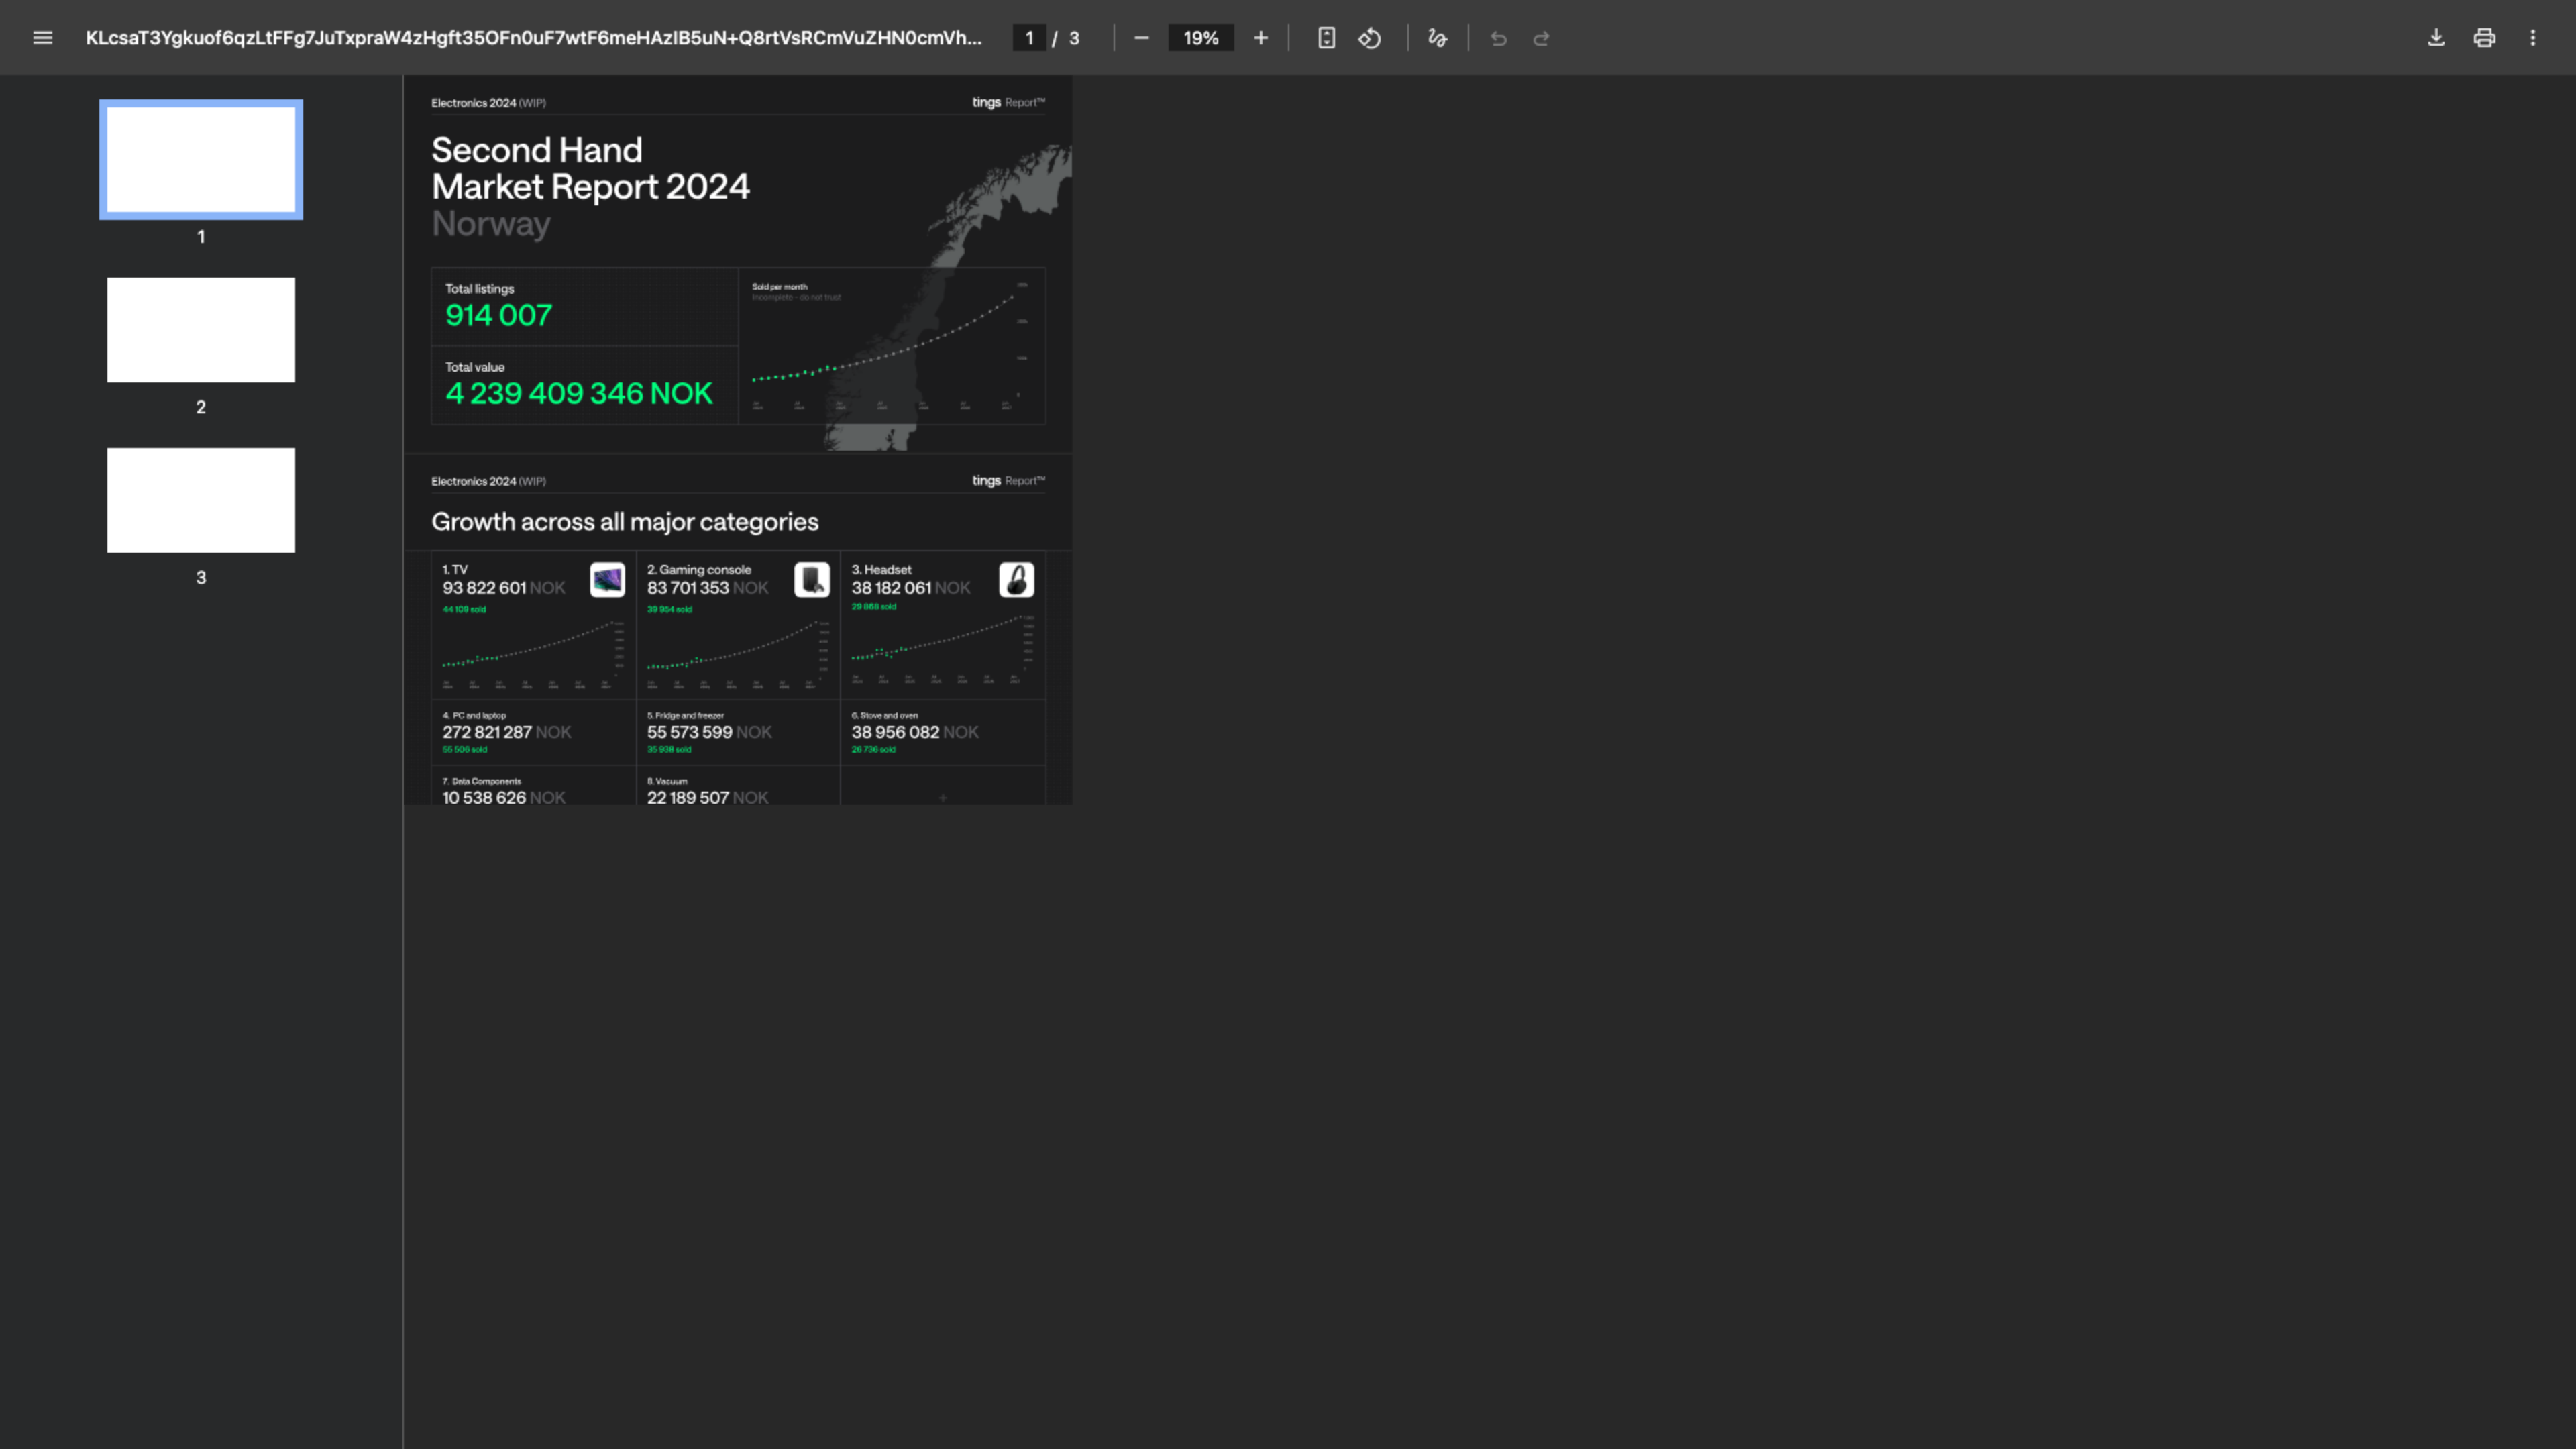 KLcsaT3Ygkuof6qzLtFFg7JuTxpraW4zHgft35OFn0uF7wtF6meHAzIB5uN+Q8rtVsRCmVuZHN0cmVh...
1 / 3
19%
1
2
3
Electronics 2024 (WIP)
tings Report™
Second Hand
Market Report 2024
Norway
Total listings
914 007
Total value
4 239 409 346 NOK
Sold per month
Incomplete - do not trust
Electronics 2024 (WIP)
tings Report™
Growth across all major categories
1. TV
93 822 601 NOK
44 109 sold
2. Gaming console
83 701 353 NOK
39 954 sold
3. Headset
38 182 061 NOK
29 868 sold
4. PC and laptop
272 821 287 NOK
55 506 sold
5. Fridge and freezer
55 573 599 NOK
35 938 sold
6. Stove and oven
38 956 082 NOK
26 736 sold
7. Data Components
10 538 626 NOK
8. Vacuum
22 189 507 NOK
+